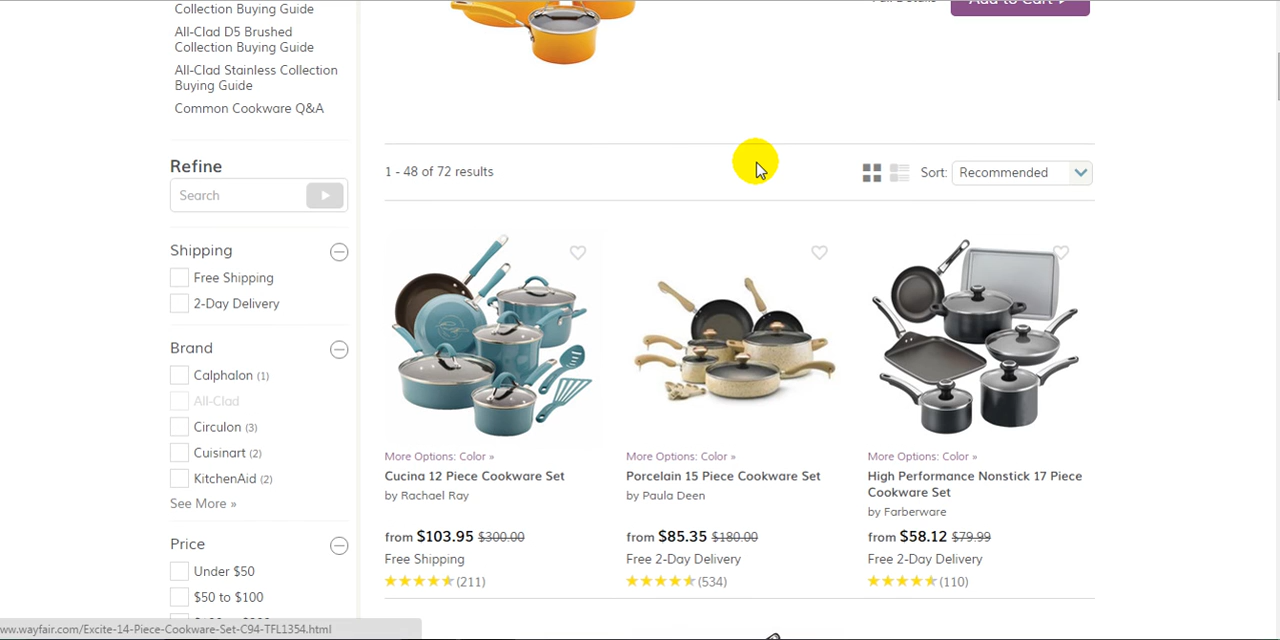 Collection Buying Guide
All-Clad D5 Brushed
Collection Buying Guide
All-Clad Stainless Collection
Buying Guide
Common Cookware Q&A
Refine
Search
Shipping
Free Shipping
2-Day Delivery
Brand
Calphalon (1)
All-Clad
Circulon (3)
Cuisinart (2)
KitchenAid (2)
See More »
Price
Under $50
$50 to $100
Add to Cart
1 - 48 of 72 results
Sort: Recommended
More Options: Color »
Cucina 12 Piece Cookware Set
by Rachael Ray
from $103.95 $300.00
Free Shipping
(211)
More Options: Color »
Porcelain 15 Piece Cookware Set
by Paula Deen
from $85.35 $180.00
Free 2-Day Delivery
(534)
More Options: Color »
High Performance Nonstick 17 Piece
Cookware Set
by Farberware
from $58.12 $79.99
Free 2-Day Delivery
(110)
ww.wayfair.com/Excite-14-Piece-Cookware-Set-C94-TFL1354.html